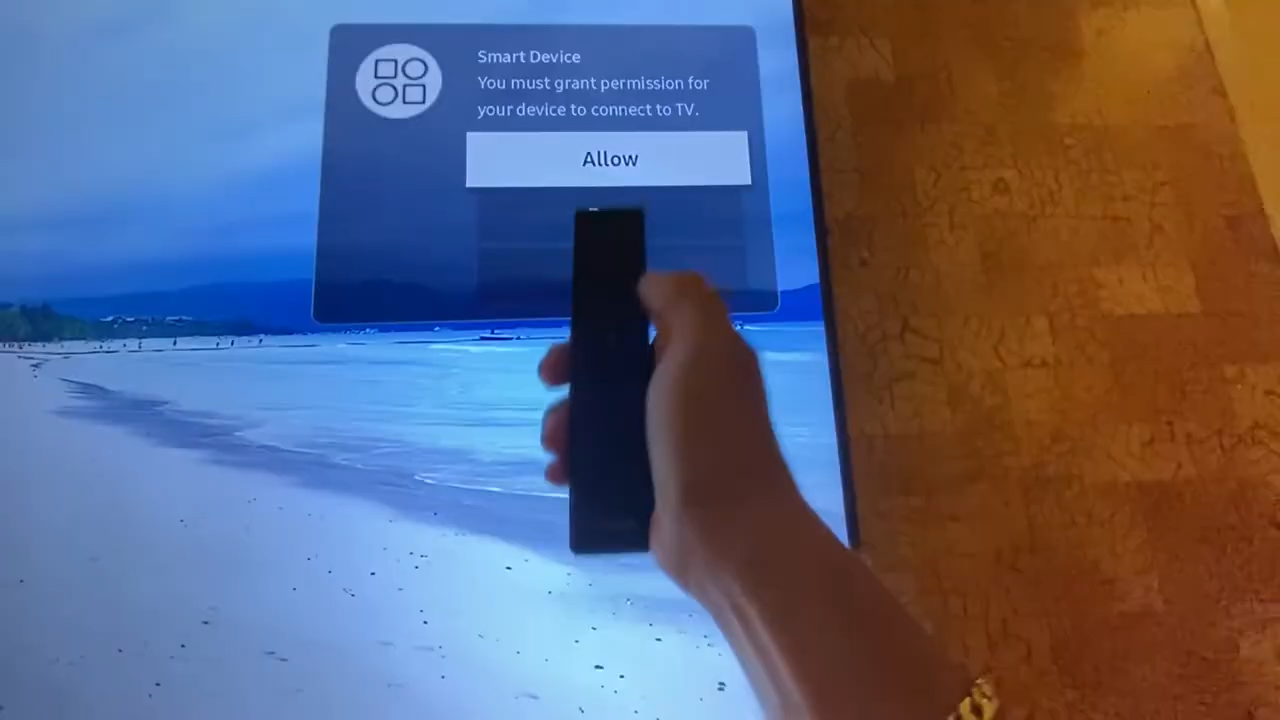 Smart Device
You must grant permission for
your device to connect to TV.
Allow